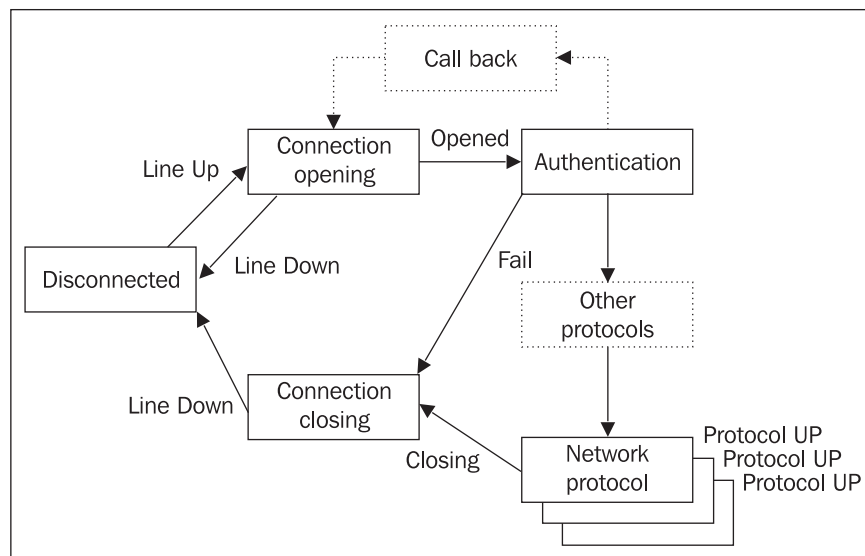 Call back
Connection
opening
Opened
Authentication
Line Up
Line Down
Disconnected
Fail
Other
protocols
Line Down
Connection
closing
Closing
Network
protocol
Protocol UP
Protocol UP
Protocol UP